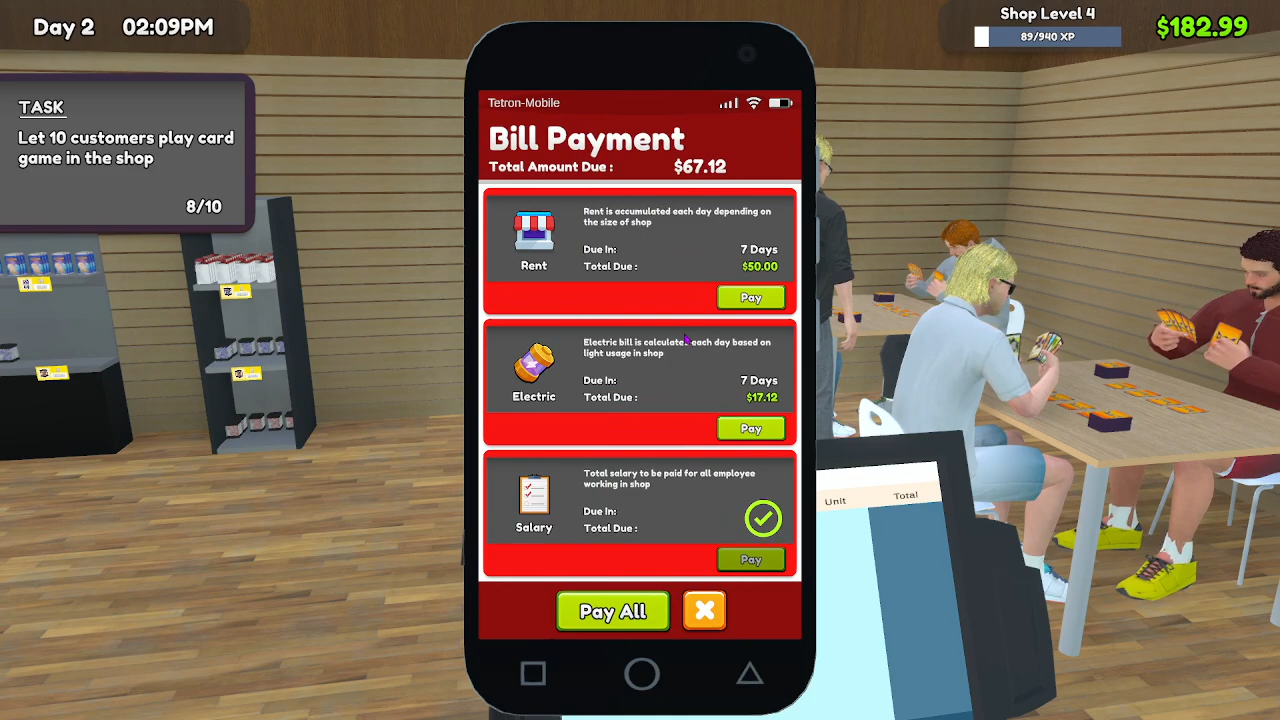 Day 2 02:09PM
Shop Level 4
89/940 XP
$182.99
TASK
Let 10 customers play card
game in the shop
8/10
Tetron-Mobile
Bill Payment
Total Amount Due : $67.12
Rent is accumulated each day depending on
the size of shop
Due In: 7 Days
Total Due : $50.00
Rent
Pay
Electric bill is calculated each day based on
light usage in shop
Due In: 7 Days
Total Due : $17.12
Electric
Pay
Total salary to be paid for all employee
working in shop
Due In:
Total Due :
Salary
Pay
Pay All
Unit Total